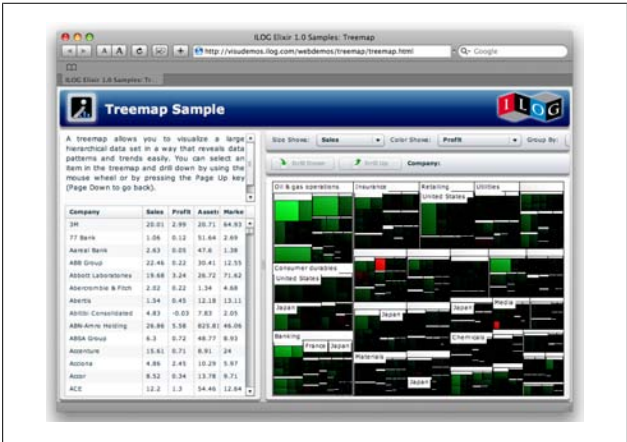 ILOG Elixir 1.0 Samples: Treemap
A A
http://visudemos.ilog.com/webdemos/treemap/treemap.html
Google
ILOG Elixir 1.0 Samples: Tr...
Treemap Sample
ILOG
A treemap allows you to visualize a large
hierarchical data set in a way that reveals data
patterns and trends easily. You can select an
item in the treemap and drill down by using the
mouse wheel or by pressing the Page Up key
(Page Down to go back).
Size Shows: Sales Color Shows: Profit Group By:
Drill Down Drill Up Company:
Company Sales Profit Assets Marke
3M 20.01 2.99 20.71 64.93
77 Bank 1.06 0.12 51.64 2.69
Aareal Bank 2.63 0.05 47.6 1.38
ABB Group 22.46 0.22 30.41 12.55
Abbott Laboratories 19.68 3.24 26.72 71.62
Abercrombie & Fitch 2.02 0.22 1.34 4.68
Abertis 1.54 0.45 12.18 13.11
Abitibi Consolidated 4.83 -0.03 7.83 2.05
ABN-Amro Holding 26.86 5.58 825.81 46.06
ABSA Group 6.3 0.72 48.77 8.93
Accenture 15.61 0.71 8.91 24
Acciona 4.86 2.45 10.29 5.97
Accor 8.52 0.34 13.78 9.71
ACE 12.2 1.3 54.46 12.64
Oil & gas operations Insurance Retailing Utilities
United States
Consumer durables
United States
Japan
Japan
Japan Media
Banking
France Japan
Chemicals
Materials
Japan